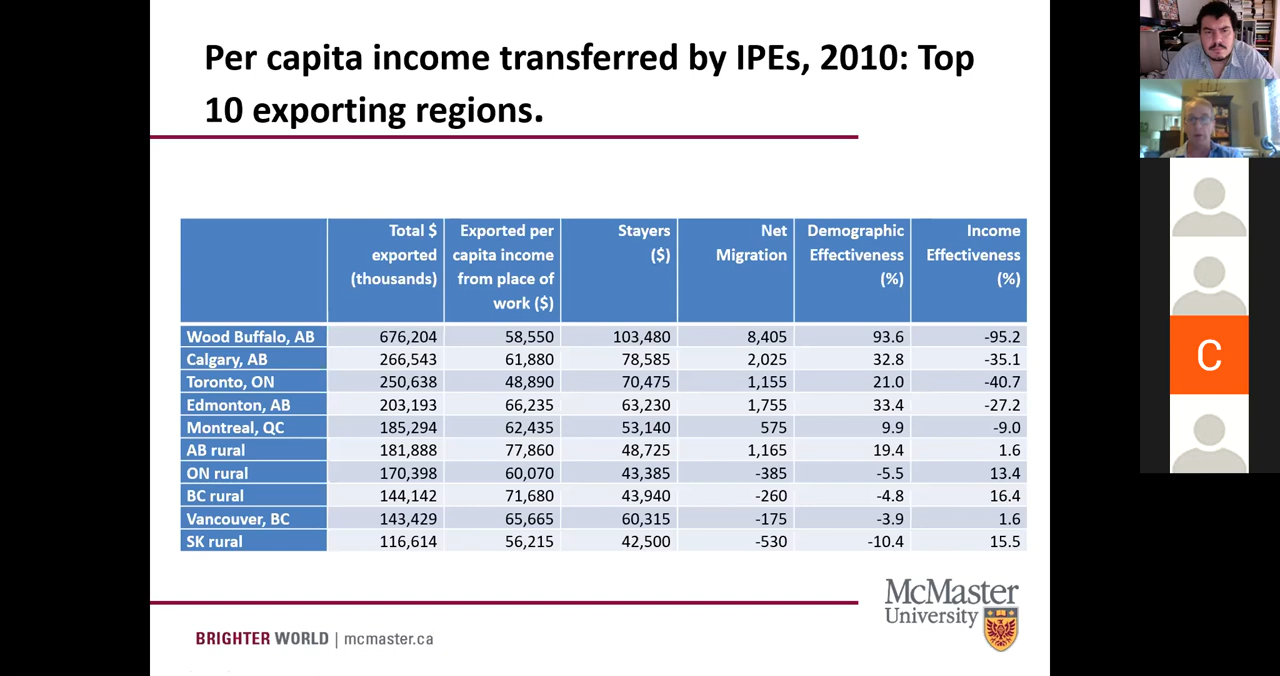 Per capita income transferred by IPEs, 2010: Top
10 exporting regions.
Total $ exported (thousands) Exported per capita income from place of work ($) Stayers ($) Net Migration Demographic Effectiveness (%) Income Effectiveness (%)
Wood Buffalo, AB 676,204 58,550 103,480 8,405 93.6 -95.2
Calgary, AB 266,543 61,880 78,585 2,025 32.8 -35.1
Toronto, ON 250,638 48,890 70,475 1,155 21.0 -40.7
Edmonton, AB 203,193 66,235 63,230 1,755 33.4 -27.2
Montreal, QC 185,294 62,435 53,140 575 9.9 -9.0
AB rural 181,888 77,860 48,725 1,165 19.4 1.6
ON rural 170,398 60,070 43,385 -385 -5.5 13.4
BC rural 144,142 71,680 43,940 -260 -4.8 16.4
Vancouver, BC 143,429 65,665 60,315 -175 -3.9 1.6
SK rural 116,614 56,215 42,500 -530 -10.4 15.5
McMaster
University
BRIGHTER WORLD | mcmaster.ca
C